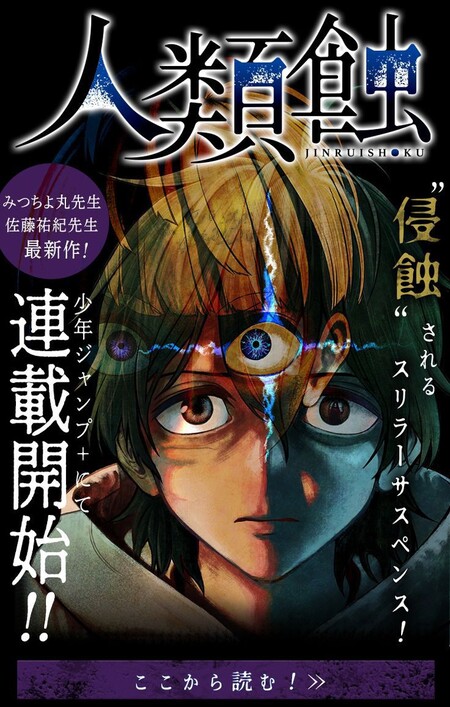 人類蝕
JINRUISHOKU
みつちよ丸先生
佐藤祐紀先生
最新作!
"侵蝕"される
スリラーサスペンス!
少年ジャンプ+にて
連載開始!!
ここから読む!»